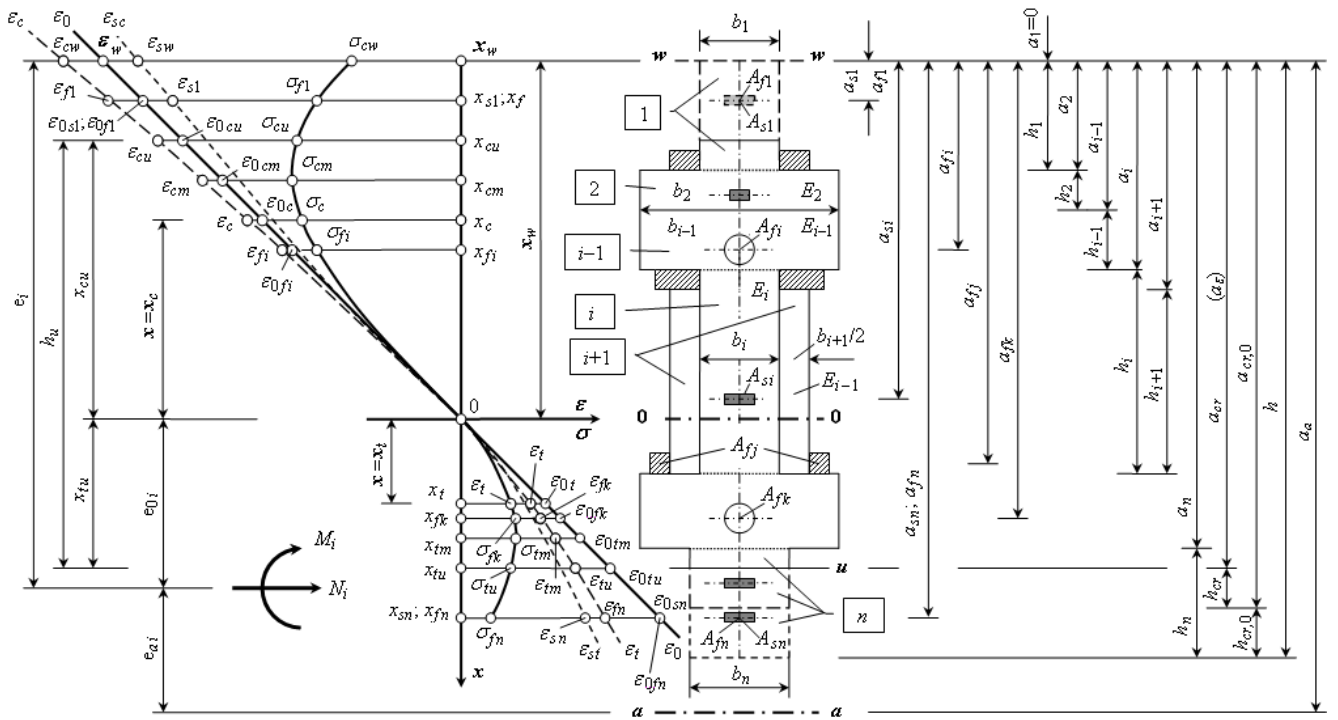 ε_c
ε_0
ε_sc
ε_cw
ε_w
ε_sw
σ_cw
x_w
b_1
a_1=0
w
w
ε_f1
ε_s1
σ_f1
x_s1; x_f
A_f1
A_s1
a_s1
a_f1
1
ε_0s1; ε_0f1
ε_0cu
σ_cu
x_cu
ε_cu
h_1
a_2
a_i−1
ε_cm
ε_0cm
σ_cm
x_cm
2
b_2
E_2
a_fi
a_i
h_2
a_i+1
ε_c
ε_0c
σ_c
x_c
b_i−1
E_i−1
a_si
h_i−1
ε_fi
σ_fi
x_fi
x_w
i−1
A_fi
ε_0fi
E_i
(a_ε)
e_i
x_cu
h_u
x=x_c
i
a_fj
a_fk
i+1
b_i
b_i+1/2
A_si
E_i−1
h_i
h_i+1
a_cr
a_cr,0
h
a_a
0
ε
σ
0
0
x_tu
e_0i
x=x_t
A_fj
a_sn; a_fn
a_n
x_t
ε_t
ε_t
ε_0t
ε_fk
x_fk
ε_0fk
A_fk
x_tm
σ_fk
σ_tm
ε_0tm
M_i
x_tu
σ_tu
ε_tm
ε_tu
ε_0tu
u
h_cr
N_i
x_sn; x_fn
σ_fn
ε_sn
ε_fn
ε_0sn
A_fn
A_sn
n
h_n
h_cr,0
e_ai
ε_st
ε_t
ε_0
ε_0fn
x
b_n
a
a